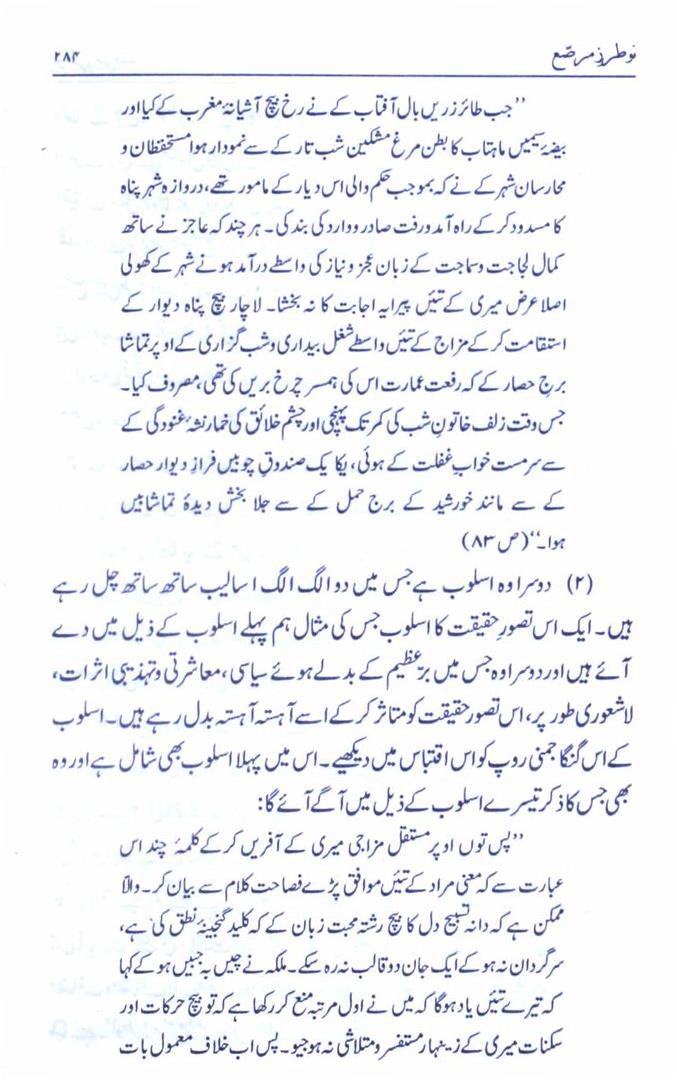 نو طرزِ مرصّع ۲۸۴
”جب طائر زریں بال آفتاب کے نے رخ بیچ آشیانۂ مغرب کے کیا اور
بیضۂ سیمیں ماہتاب کا بطن مرغ مشکین شب تار کے سے نمودار ہوا مستحفظان و
محارسان شہر کے نے کہ بموجب حکم والی اس دیار کے مامور تھے، دروازہ شہر پناہ
کا مسدود کر کے راہ آمد و رفت صادر و وارد کی بند کی۔ ہر چند کہ عاجز نے ساتھ
کمال لجاجت و سماجت کے زبان عجز و نیاز کی واسطے درآمد ہونے شہر کے کھولی
اصلا عرض میری کے تئیں پیرایہ اجابت کا نہ بخشا۔ لاچار بیچ پناہ دیوار کے
استقامت کر کے مزاج کے تئیں واسطے شغل بیداری و شب گزاری کے اوپر تماشا
برج حصار کے کہ رفعت عمارت اس کی ہمسر چرخ بریں کی تھی، مصروف کیا۔
جس وقت زلف خاتونِ شب کی کمر تک پہنچی اور چشم خلائق کی خمار نشۂ غنودگی کے
سے سرمست خوابِ غفلت کے ہوئی، یکایک صندوقِ چوبیں فرازِ دیوار حصار
کے سے مانند خورشید کے برج حمل کے سے جلا بخش دیدۂ تماشابیں
ہوا۔“ (ص ۸۳)
(۲) دوسرا وہ اسلوب ہے جس میں دو الگ الگ اسالیب ساتھ ساتھ چل رہے
ہیں۔ ایک اس تصورِ حقیقت کا اسلوب جس کی مثال ہم پہلے اسلوب کے ذیل میں دے
آئے ہیں اور دوسرا وہ جس میں برّعظیم کے بدلے ہوئے سیاسی، معاشرتی و تہذیبی اثرات،
لاشعوری طور پر، اس تصور حقیقت کو متاثر کر کے اسے آہستہ آہستہ بدل رہے ہیں۔ اسلوب
کے اس گنگا جمنی روپ کو اس اقتباس میں دیکھیے۔ اس میں پہلا اسلوب بھی شامل ہے اور وہ
بھی جس کا ذکر تیسرے اسلوب کے ذیل میں آگے آئے گا:
”پس توں اوپر مستقل مزاجی میری کے آفریں کر کے کلمۂ چند اس
عبارت سے کہ معنی مراد کے تئیں موافق پڑے فصاحت کلام سے بیان کر۔ والّا
ممکن ہے کہ دانہ تسبیح دل کا بیچ رشتہ محبت زبان کے کہ کلید گنجینۂ نطق کی ہے،
سرگردان نہ ہو کے ایک جان دو قالب نہ رہ سکے۔ ملکہ نے چیں بہ جبیں ہو کے کہا
کہ تیرے تئیں یاد ہو گا کہ میں نے اول مرتبہ منع کر رکھا ہے کہ تو بیچ حرکات اور
سکنات میری کے زینہار مستفسر و متلاشی نہ ہو جیو۔ پس اب خلاف معمول بات